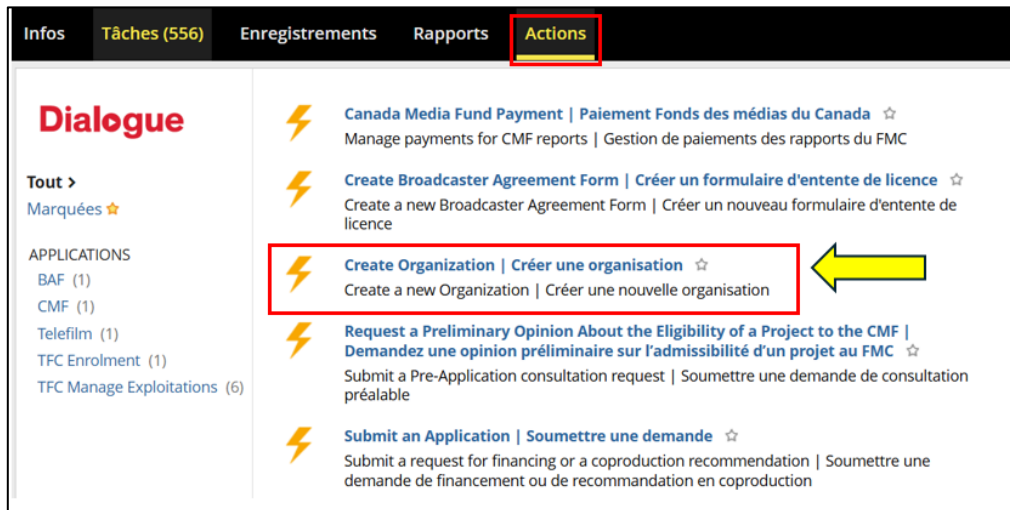 Infos Tâches (556) Enregistrements Rapports Actions
Dialogue
Tout >
Marquées
APPLICATIONS
BAF (1)
CMF (1)
Telefilm (1)
TFC Enrolment (1)
TFC Manage Exploitations (6)
Canada Media Fund Payment | Paiement Fonds des médias du Canada
Manage payments for CMF reports | Gestion de paiements des rapports du FMC
Create Broadcaster Agreement Form | Créer un formulaire d'entente de licence
Create a new Broadcaster Agreement Form | Créer un nouveau formulaire d'entente de
licence
Create Organization | Créer une organisation
Create a new Organization | Créer une nouvelle organisation
Request a Preliminary Opinion About the Eligibility of a Project to the CMF |
Demandez une opinion préliminaire sur l’admissibilité d’un projet au FMC
Submit a Pre-Application consultation request | Soumettre une demande de consultation
préalable
Submit an Application | Soumettre une demande
Submit a request for financing or a coproduction recommendation | Soumettre une
demande de financement ou de recommandation en coproduction